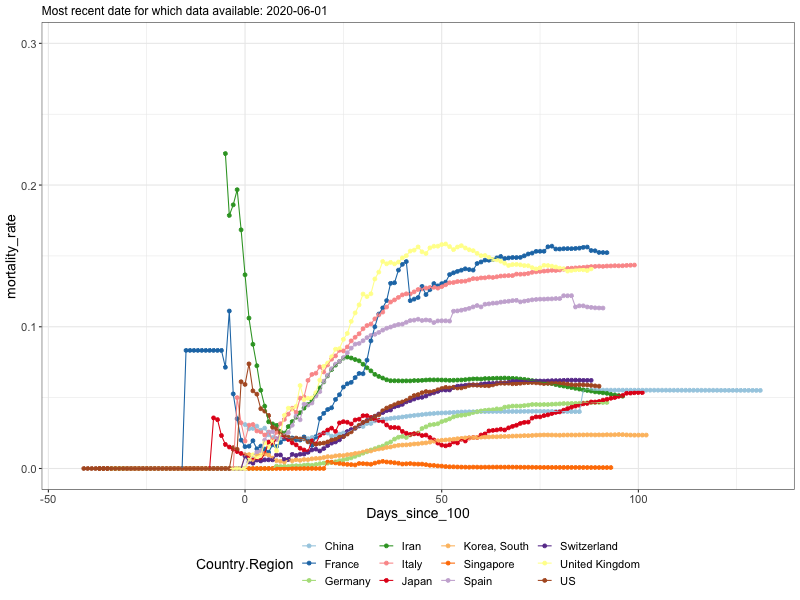 Most recent date for which data available: 2020-06-01
0.3
0.2
0.1
0.0
mortality_rate
-50 0 50 100
Days_since_100
Country.Region
China Iran Korea, South Switzerland
France Italy Singapore United Kingdom
Germany Japan Spain US